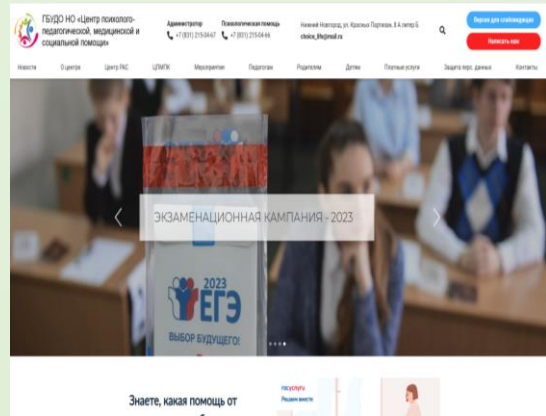 ГБУДО НО «Центр психолого-
педагогической, медицинской и
социальной помощи»
Администратор
+7 (831) 215-04-67
Психологическая помощь
+7 (831) 215-04-66
Нижний Новгород, ул. Красных Партизан, 8 А литер Б
choice_life@mail.ru
Версия для слабовидящих
Написать нам
Новости О центре Центр РАС ЦПМПК Мероприятия Педагогам Родителям Детям Платные услуги Защита перс. данных Контакты
ЭКЗАМЕНАЦИОННАЯ КАМПАНИЯ - 2023
2023
ЕГЭ
ВЫБОР БУДУЩЕГО!
Знаете, какая помощь от
госуслуги
Решаем вместе